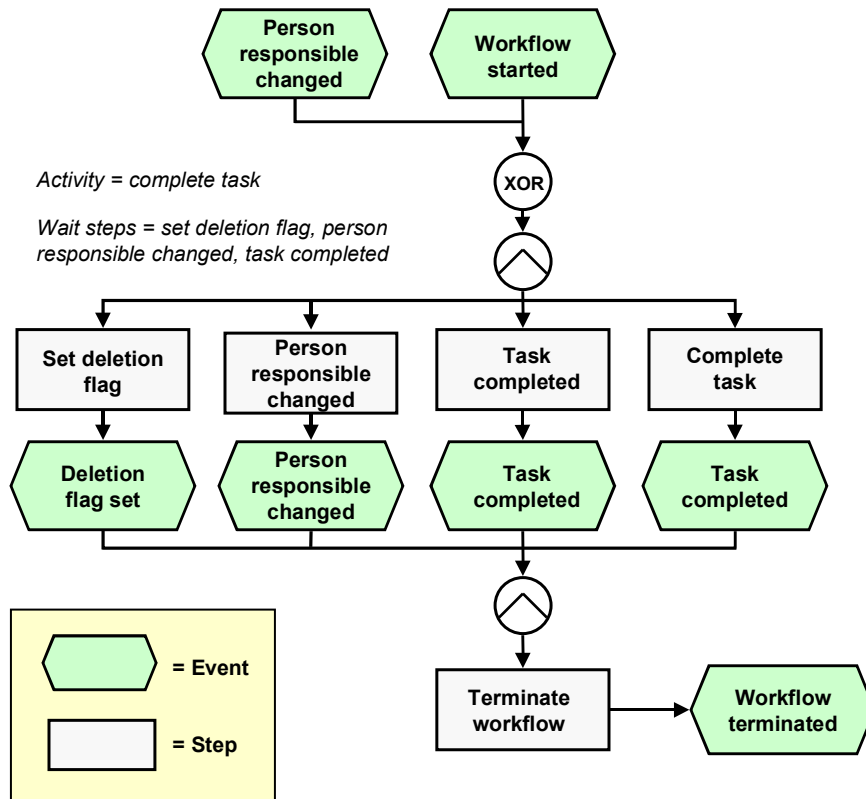 Person
responsible
changed
Workflow
started
XOR
Activity = complete task
Wait steps = set deletion flag, person
responsible changed, task completed
Set deletion
flag
Person
responsible
changed
Task
completed
Complete
task
Deletion
flag set
Person
responsible
changed
Task
completed
Task
completed
= Event
= Step
Terminate
workflow
Workflow
terminated